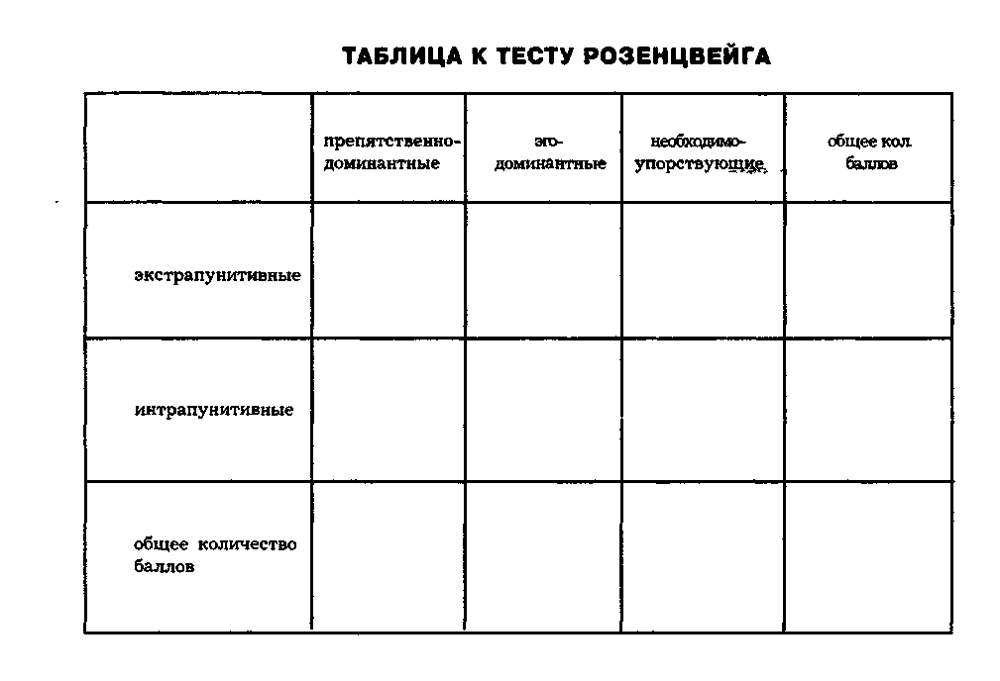 ТАБЛИЦА К ТЕСТУ РОЗЕНЦВЕЙГА
препятственно-
доминантные
эго-
доминантные
необходимо-
упорствующие
общее кол.
баллов
экстрапунитивные
интрапунитивные
общее количество
баллов